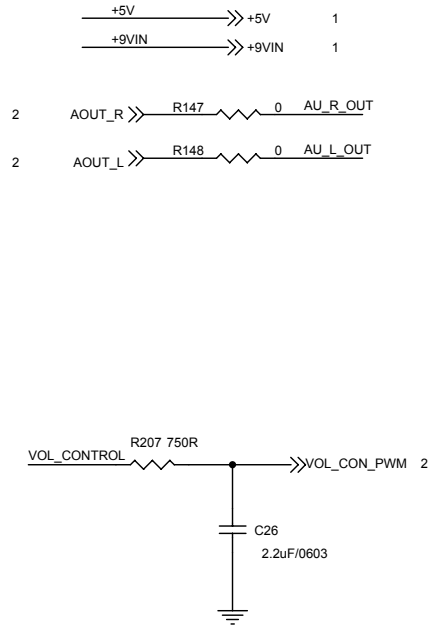 +5V +5V 1
+9VIN +9VIN 1
2 AOUT_R R147 0 AU_R_OUT
2 AOUT_L R148 0 AU_L_OUT
R207 750R
VOL_CONTROL VOL_CON_PWM 2
C26
2.2uF/0603